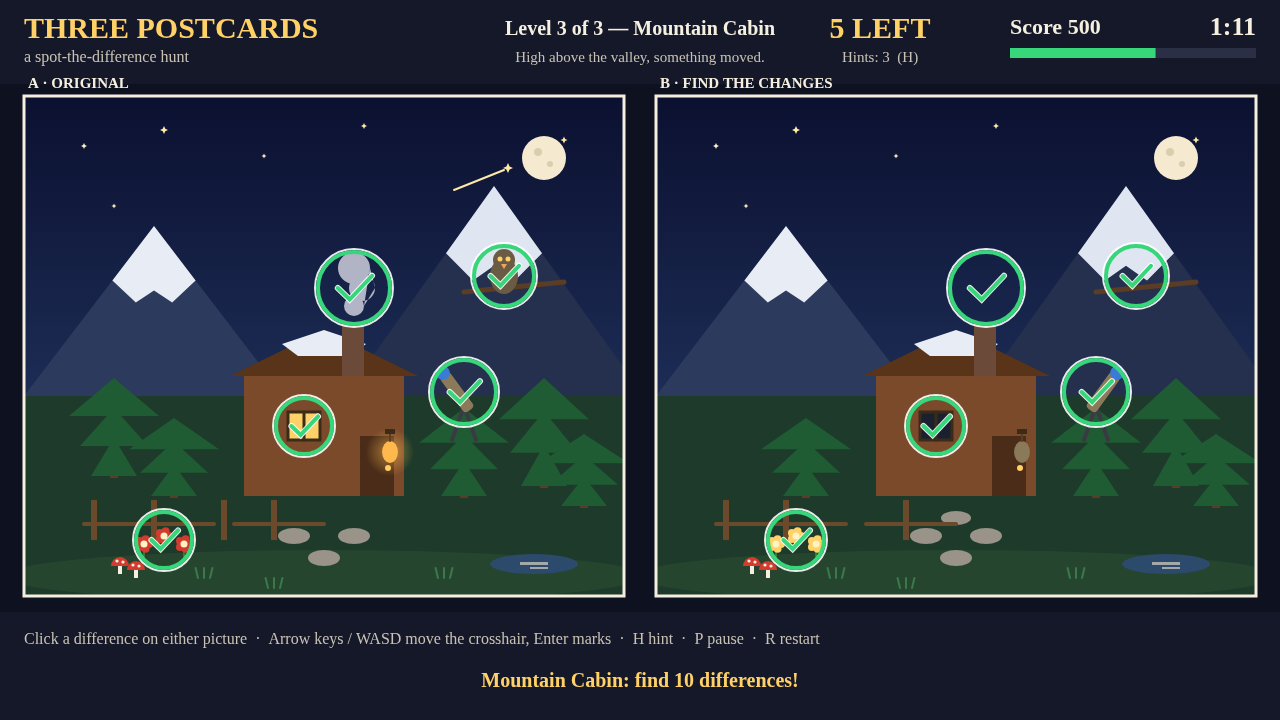 THREE POSTCARDS
a spot-the-difference hunt
Level 3 of 3 — Mountain Cabin
High above the valley, something moved.
5 LEFT
Hints: 3 (H)
Score 500
1:11
A · ORIGINAL
B · FIND THE CHANGES
Click a difference on either picture · Arrow keys / WASD move the crosshair, Enter marks · H hint · P pause · R restart
Mountain Cabin: find 10 differences!